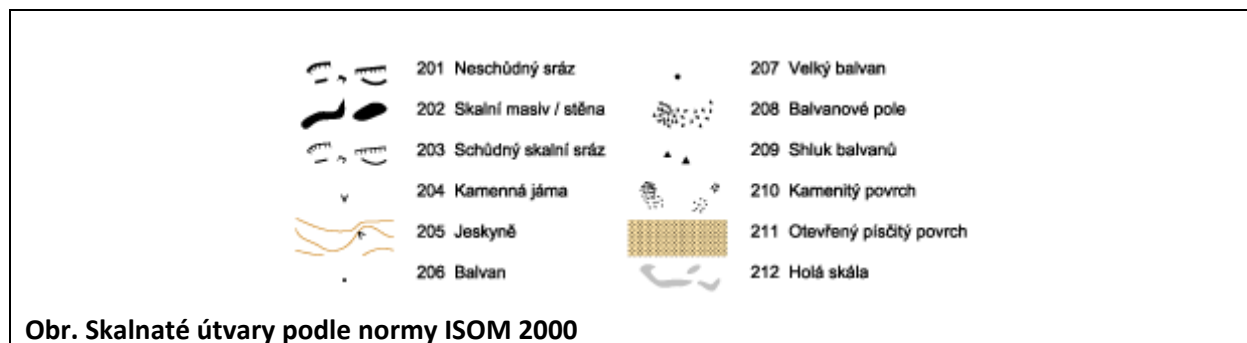 201 Neschůdný sráz
202 Skalní masiv / stěna
203 Schůdný skalní sráz
204 Kamenná jáma
205 Jeskyně
206 Balvan
207 Velký balvan
208 Balvanové pole
209 Shluk balvanů
210 Kamenitý povrch
211 Otevřený písčitý povrch
212 Holá skála
Obr. Skalnaté útvary podle normy ISOM 2000